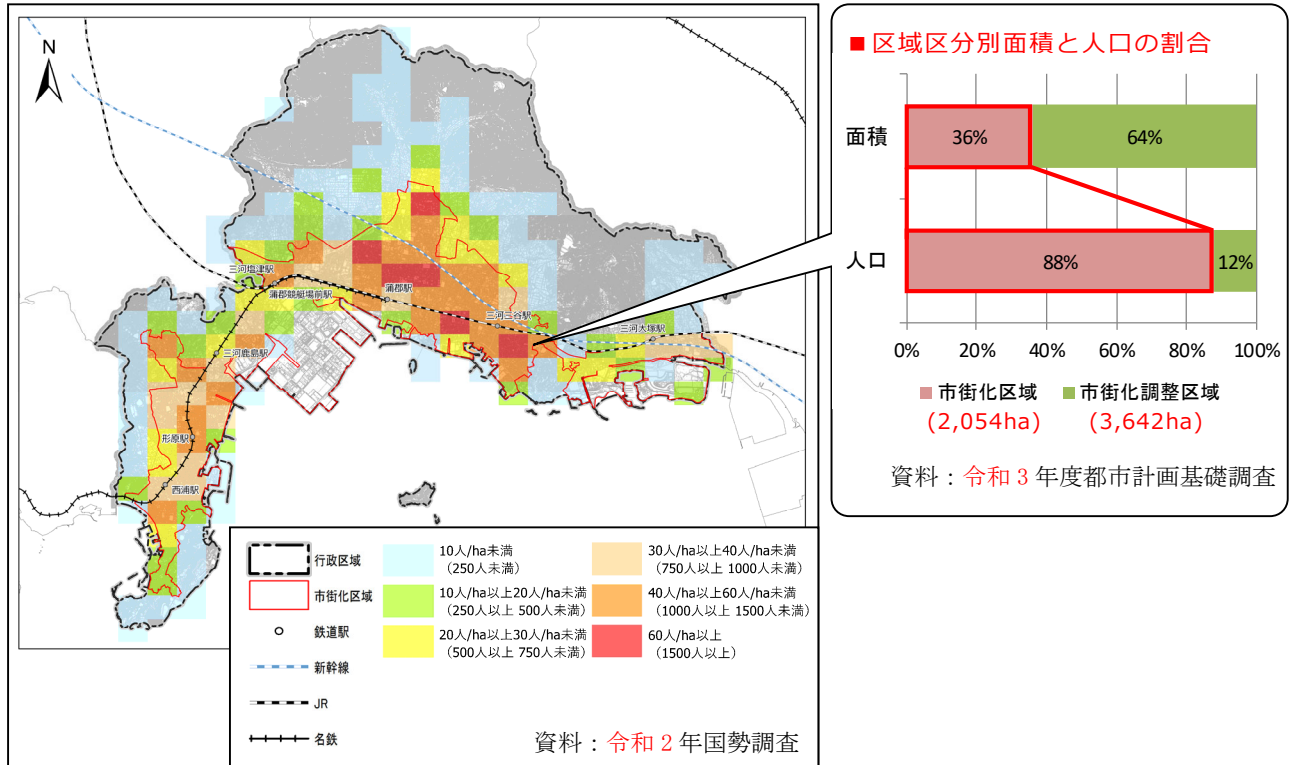 N
三河塩津駅
蒲郡競艇場前駅
蒲郡駅
三河三谷駅
三河大塚駅
三河鹿島駅
形原駅
西浦駅
行政区域
市街化区域
鉄道駅
新幹線
JR
名鉄
10人/ha未満
(250人未満)
10人/ha以上20人/ha未満
(250人以上 500人未満)
20人/ha以上30人/ha未満
(500人以上 750人未満)
30人/ha以上40人/ha未満
(750人以上 1000人未満)
40人/ha以上60人/ha未満
(1000人以上 1500人未満)
60人/ha以上
(1500人以上)
資料：令和2年国勢調査
■区域区分別面積と人口の割合
面積
36%
64%
人口
88%
12%
0% 20% 40% 60% 80% 100%
市街化区域 市街化調整区域
(2,054ha) (3,642ha)
資料：令和3年度都市計画基礎調査